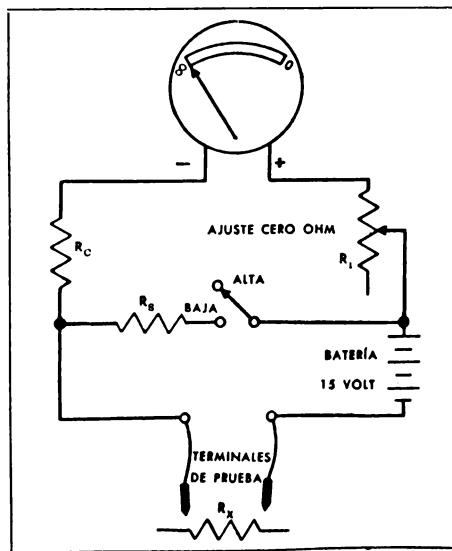 ∞ 0
− +
AJUSTE CERO OHM
RC
R1
ALTA
RS
BAJA
BATERÍA
15 VOLT
TERMINALES
DE PRUEBA
RX